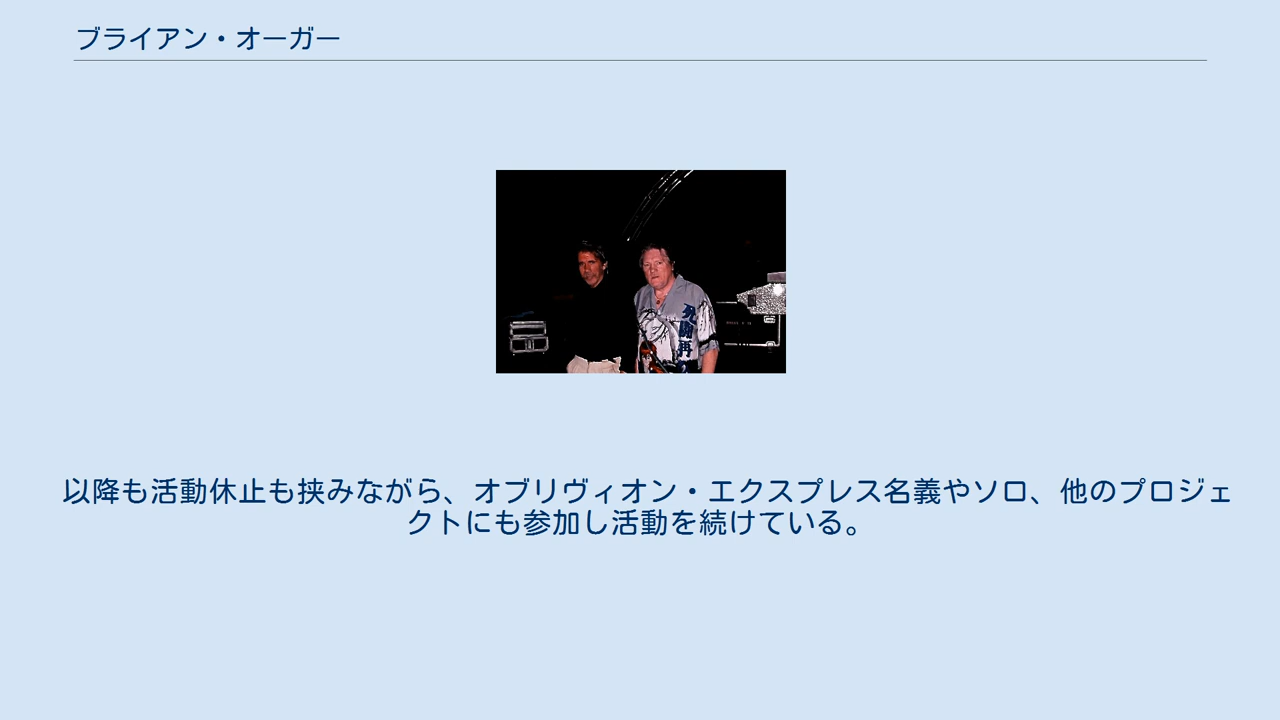 ブライアン・オーガー
死闘再
以降も活動休止も挟みながら、オブリヴィオン・エクスプレス名義やソロ、他のプロジェ
クトにも参加し活動を続けている。